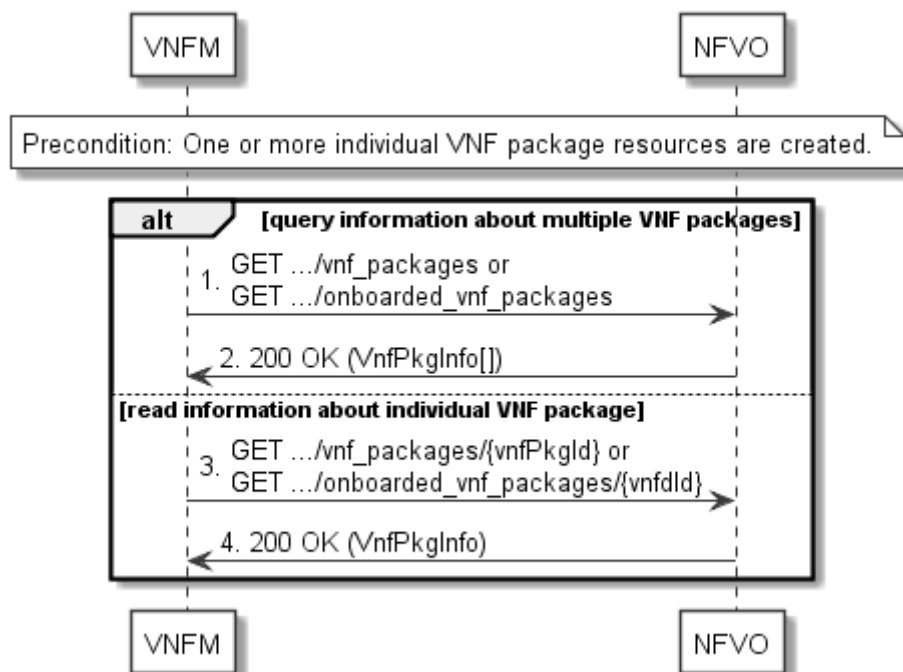 VNFM NFVO
Precondition: One or more individual VNF package resources are created.
alt [query information about multiple VNF packages]
1. GET .../vnf_packages or
GET .../onboarded_vnf_packages
2. 200 OK (VnfPkgInfo[])
[read information about individual VNF package]
3. GET .../vnf_packages/{vnfPkgId} or
GET .../onboarded_vnf_packages/{vnfdId}
4. 200 OK (VnfPkgInfo)
VNFM NFVO